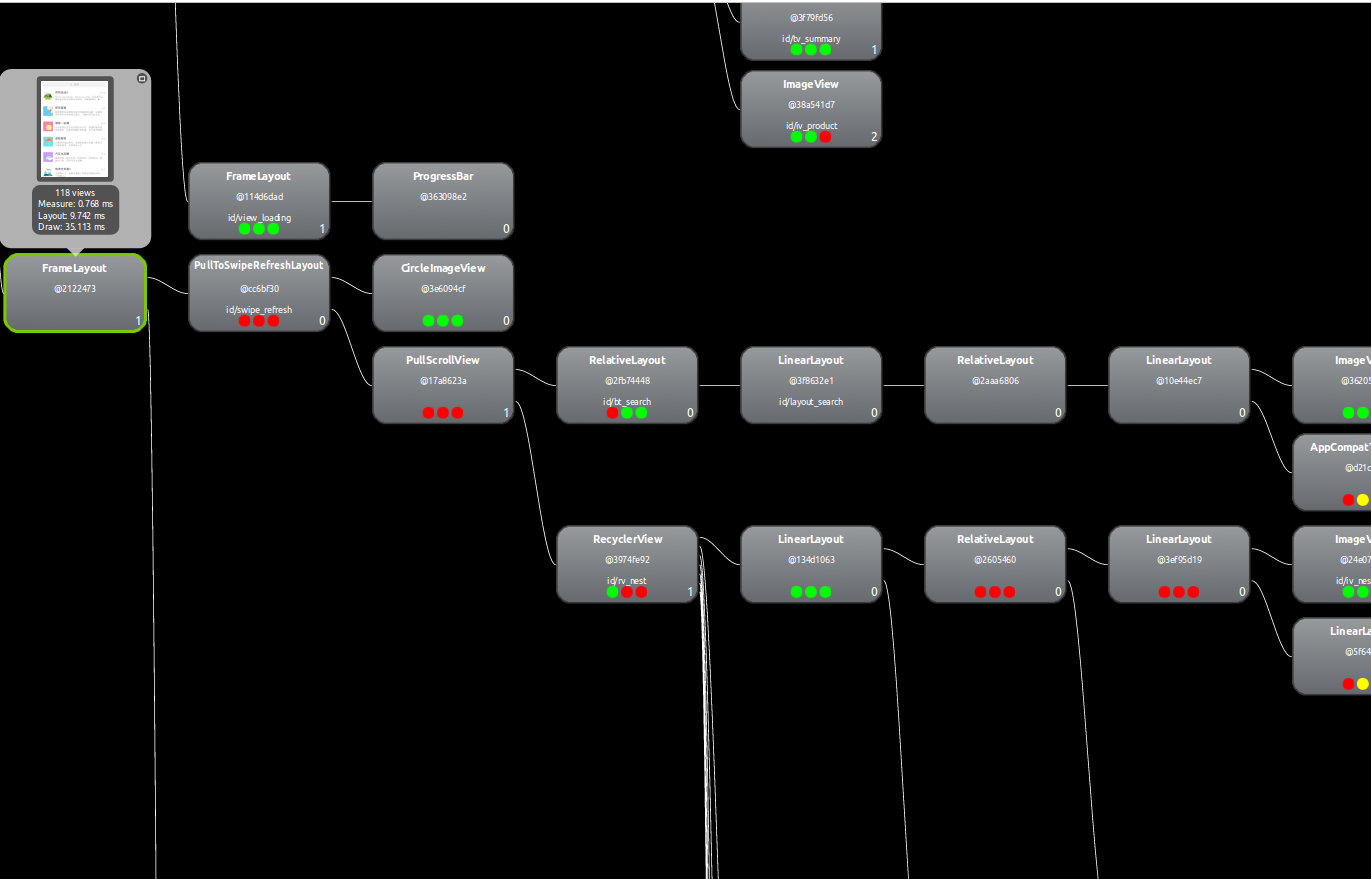 @3f79fd56
id/tv_summary
1
ImageView
@38a541d7
id/iv_product
2
118 views
Measure: 0.768 ms
Layout: 9.742 ms
Draw: 35.113 ms
FrameLayout
@114d6dad
id/view_loading
1
ProgressBar
@363098e2
0
FrameLayout
@2122473
1
PullToSwipeRefreshLayout
@cc6bf30
id/swipe_refresh
0
CircleImageView
@3e6094cf
0
PullScrollView
@17a8623a
1
RelativeLayout
@2fb74448
id/bt_search
0
LinearLayout
@3f8632e1
id/layout_search
0
RelativeLayout
@2aaa6806
0
LinearLayout
@10e44ec7
0
ImageV
@36205
AppCompatT
@d21c
RecyclerView
@3974fe92
id/rv_nest
1
LinearLayout
@134d1063
0
RelativeLayout
@2605460
0
LinearLayout
@3ef95d19
0
ImageV
@24e07
id/iv_nes
LinearLa
@5f64